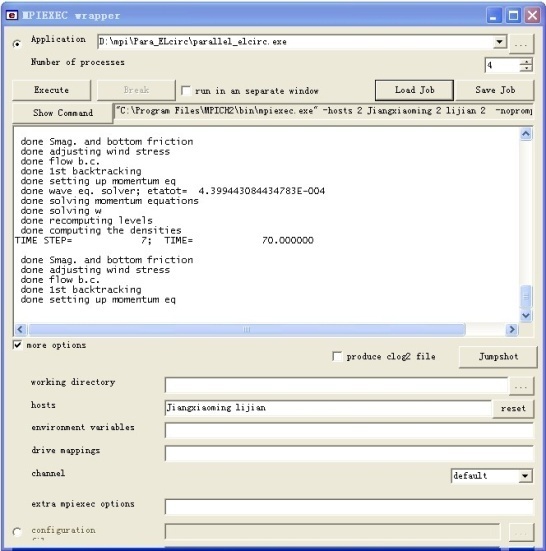 MPIEXEC wrapper
Application D:\mpi\Para_ELcirc\parallel_elcirc.exe ...
Number of processes 4
Execute Break run in an separate window Load Job Save Job
Show Command "C:\Program Files\MPICH2\bin\mpiexec.exe" -hosts 2 Jiangxiaoming 2 lijian 2 -noprom
done Smag. and bottom friction
done adjusting wind stress
done flow b.c.
done 1st backtracking
done setting up momentum eq
done wave eq. solver; etatot= 4.399443084434783E-004
done solving momentum equations
done solving w
done recomputing levels
done computing the densities
TIME STEP= 7; TIME= 70.000000
done Smag. and bottom friction
done adjusting wind stress
done flow b.c.
done 1st backtracking
done setting up momentum eq
more options
produce clog2 file Jumpshot
working directory ...
hosts Jiangxiaoming lijian reset
environment variables
drive mappings
channel default
extra mpiexec options
configuration